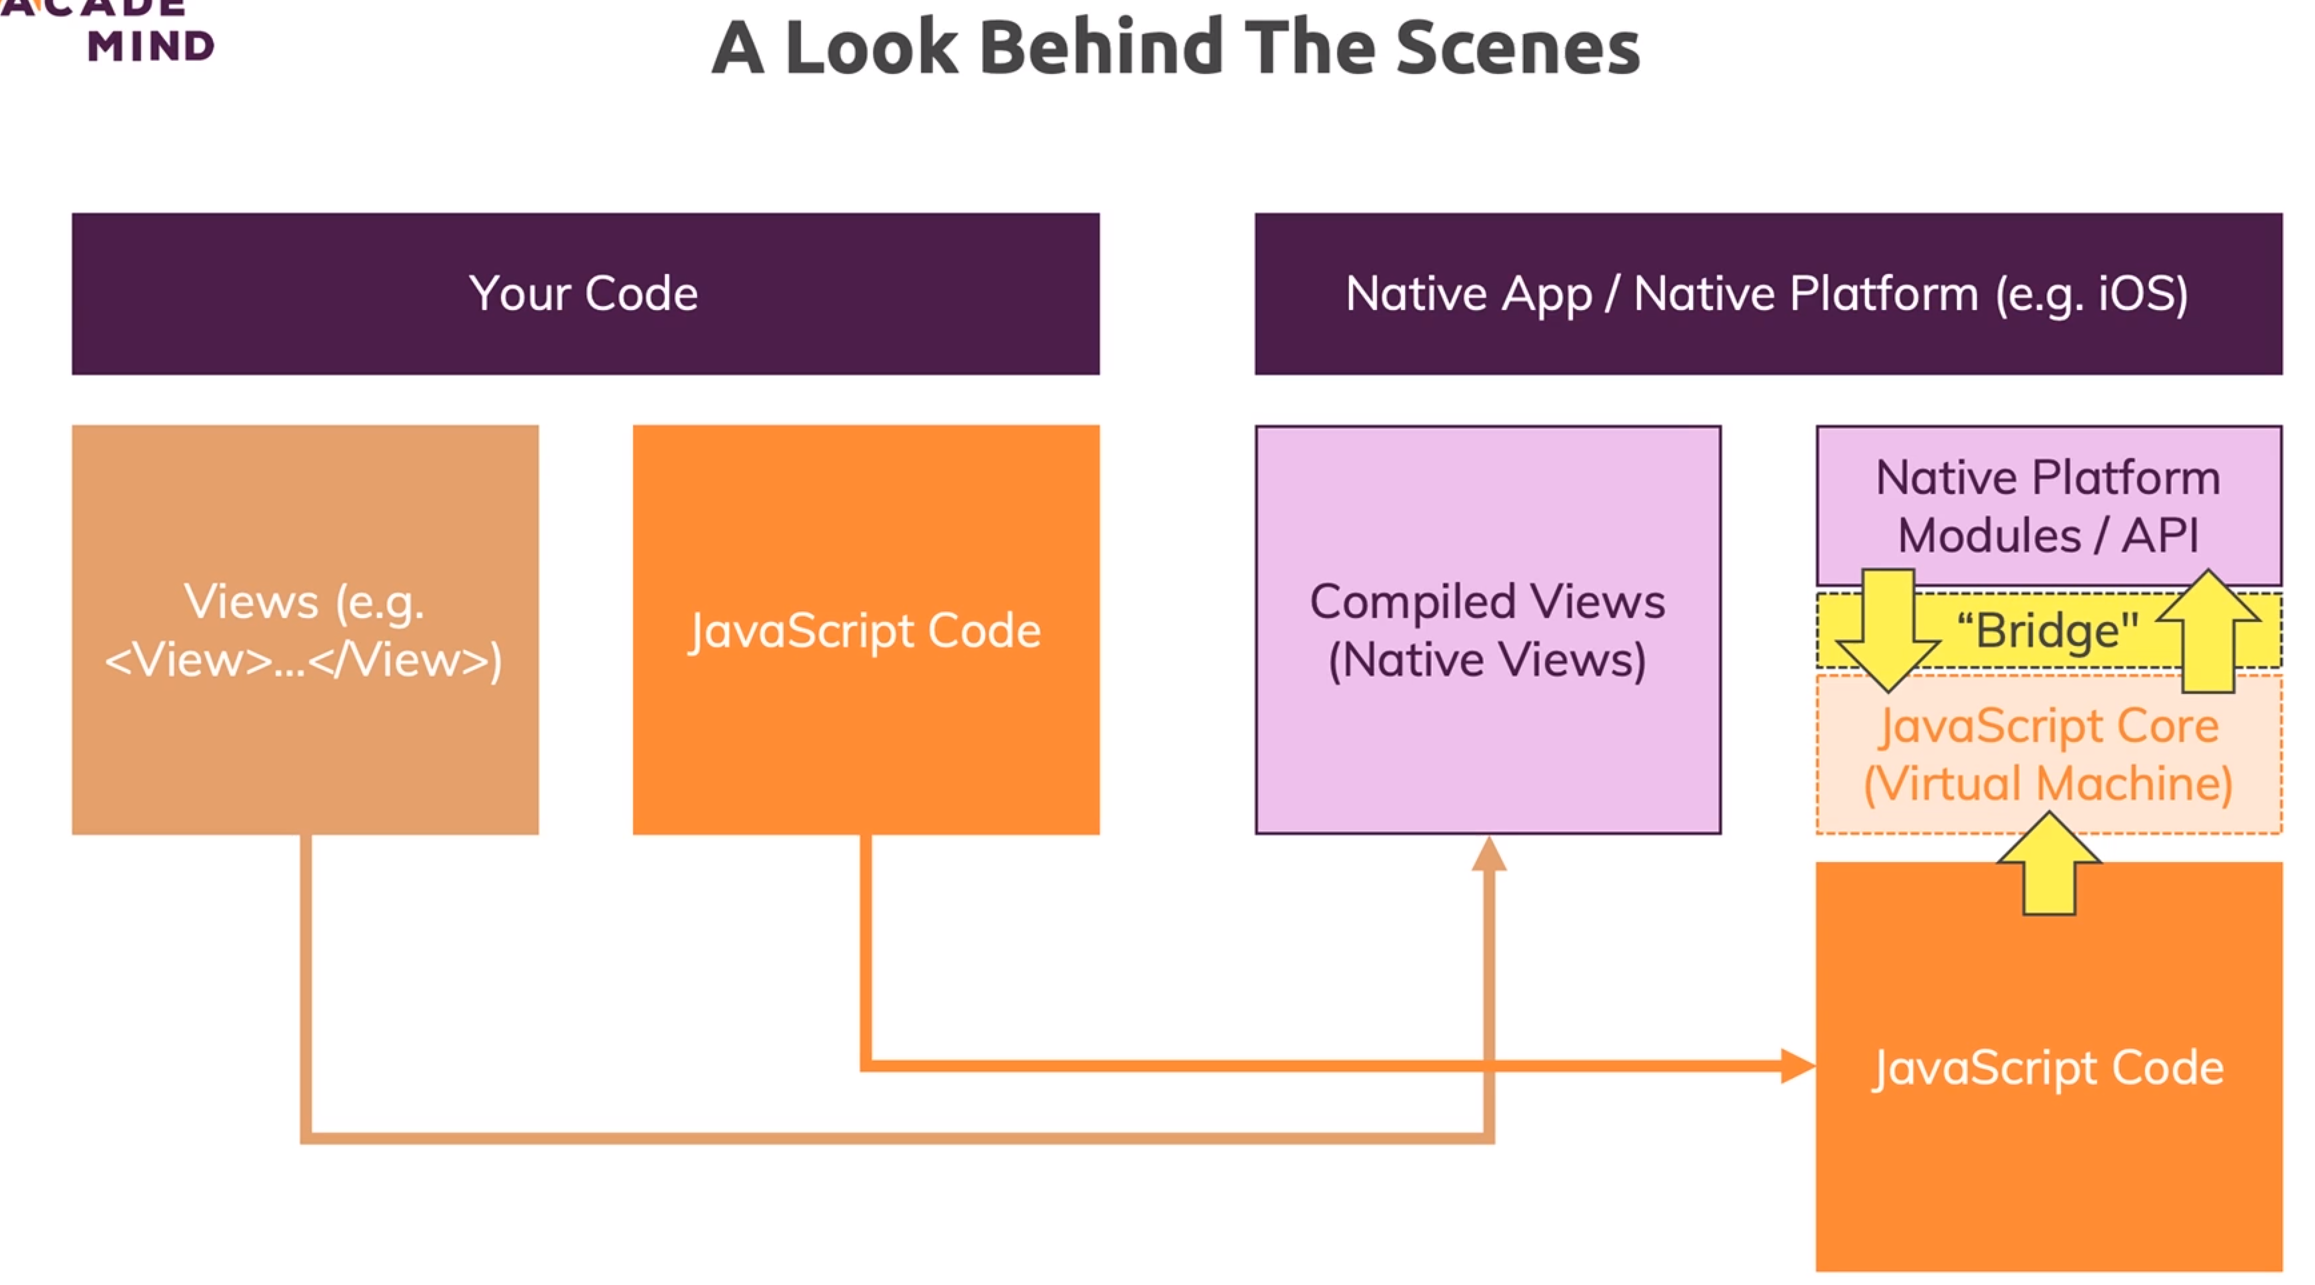 ACADE
MIND
A Look Behind The Scenes
Your Code
Native App / Native Platform (e.g. iOS)
Views (e.g.
<View>...</View>)
JavaScript Code
Compiled Views
(Native Views)
Native Platform
Modules / API
“Bridge"
JavaScript Core
(Virtual Machine)
JavaScript Code